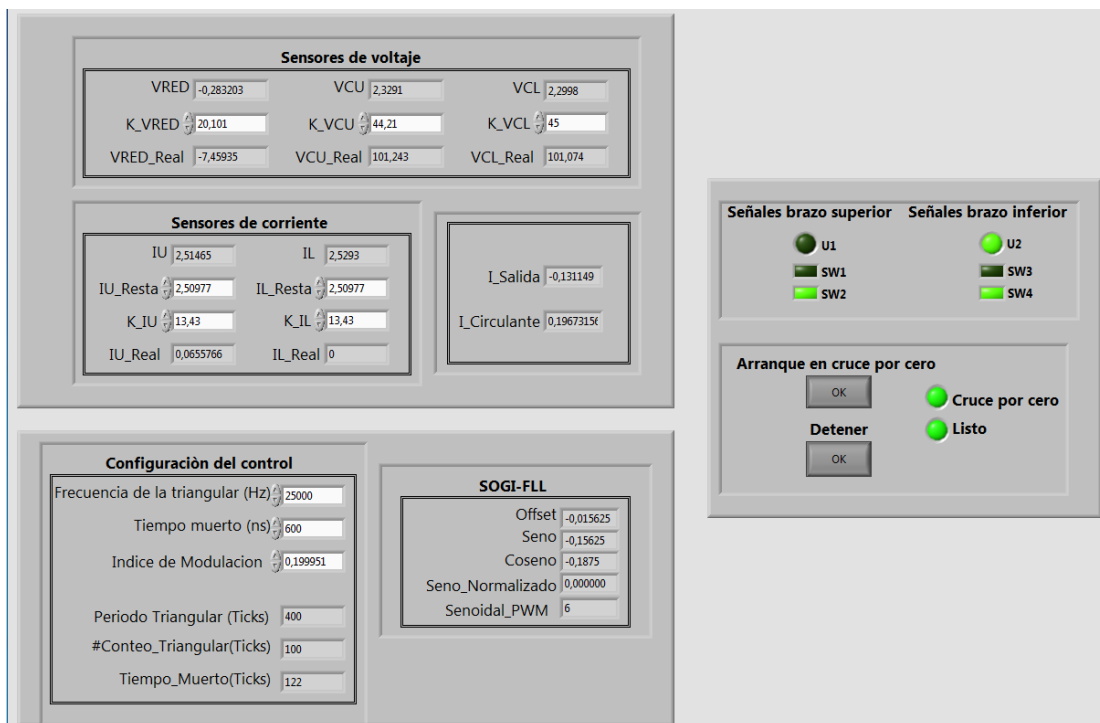 Sensores de voltaje
VRED -0,283203 VCU 2,3291 VCL 2,2998
K_VRED 20,101 K_VCU 44,21 K_VCL 45
VRED_Real -7,45935 VCU_Real 101,243 VCL_Real 101,074
Sensores de corriente
IU 2,51465 IL 2,5293
IU_Resta 2,50977 IL_Resta 2,50977
K_IU 13,43 K_IL 13,43
IU_Real 0,0655766 IL_Real 0
I_Salida -0,131149
I_Circulante 0,1967315
Configuraciòn del control
Frecuencia de la triangular (Hz) 25000
Tiempo muerto (ns) 600
Indice de Modulacion 0,199951
Periodo Triangular (Ticks) 400
#Conteo_Triangular(Ticks) 100
Tiempo_Muerto(Ticks) 122
SOGI-FLL
Offset -0,015625
Seno -0,15625
Coseno -0,1875
Seno_Normalizado 0,000000
Senoidal_PWM 6
Señales brazo superior Señales brazo inferior
U1 U2
SW1 SW3
SW2 SW4
Arranque en cruce por cero
OK
Cruce por cero
Detener
Listo
OK